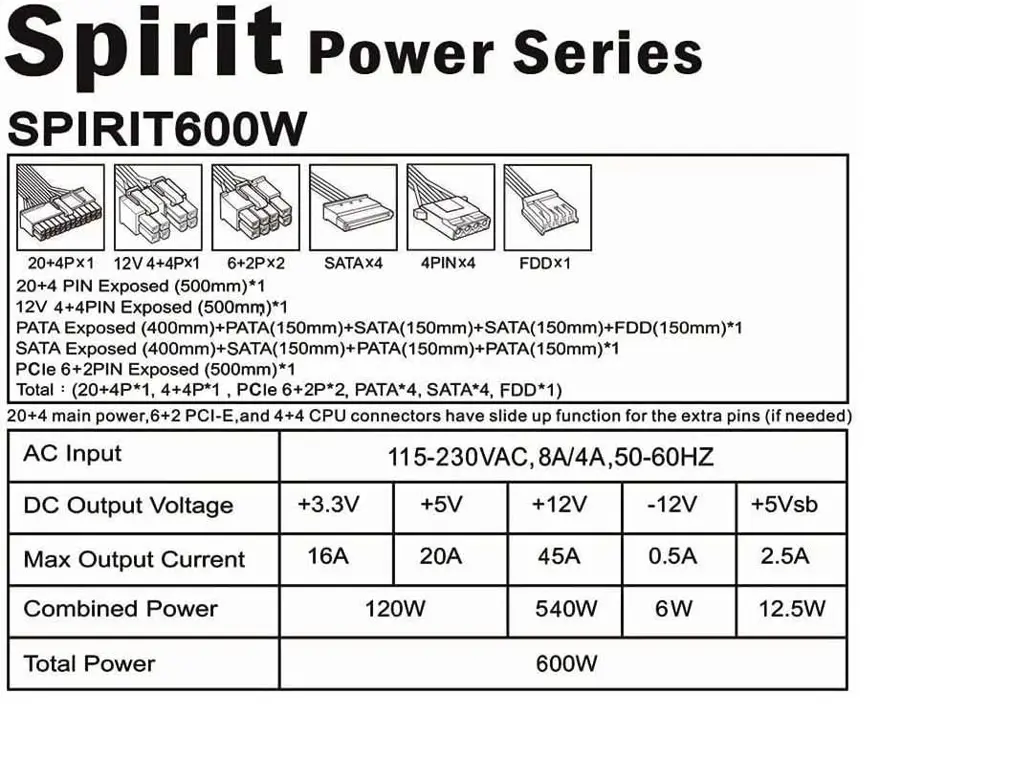 Spirit Power Series
SPIRIT600W
20+4P×1 12V 4+4P×1 6+2P×2 SATA×4 4PIN×4 FDD×1
20+4 PIN Exposed (500mm)*1
12V 4+4PIN Exposed (500mm)*1
PATA Exposed (400mm)+PATA(150mm)+SATA(150mm)+SATA(150mm)+FDD(150mm)*1
SATA Exposed (400mm)+SATA(150mm)+PATA(150mm)+PATA(150mm)*1
PCIe 6+2PIN Exposed (500mm)*1
Total : (20+4P*1, 4+4P*1 , PCIe 6+2P*2, PATA*4, SATA*4, FDD*1)
20+4 main power,6+2 PCI-E,and 4+4 CPU connectors have slide up function for the extra pins (if needed)
AC Input 115-230VAC,8A/4A,50-60HZ
DC Output Voltage +3.3V +5V +12V -12V +5Vsb
Max Output Current 16A 20A 45A 0.5A 2.5A
Combined Power 120W 540W 6W 12.5W
Total Power 600W